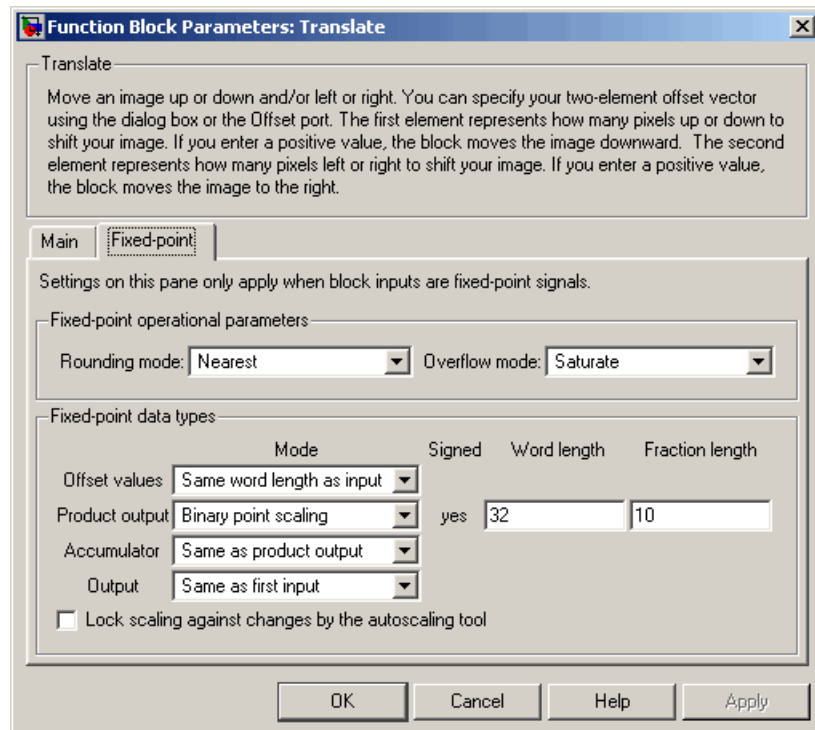 Function Block Parameters: Translate
Translate
Move an image up or down and/or left or right. You can specify your two-element offset vector
using the dialog box or the Offset port. The first element represents how many pixels up or down to
shift your image. If you enter a positive value, the block moves the image downward.  The second
element represents how many pixels left or right to shift your image. If you enter a positive value,
the block moves the image to the right.
Main Fixed-point
Settings on this pane only apply when block inputs are fixed-point signals.
Fixed-point operational parameters
Rounding mode: Nearest Overflow mode: Saturate
Fixed-point data types
Mode Signed Word length Fraction length
Offset values Same word length as input
Product output Binary point scaling yes 32 10
Accumulator Same as product output
Output Same as first input
Lock scaling against changes by the autoscaling tool
OK Cancel Help Apply